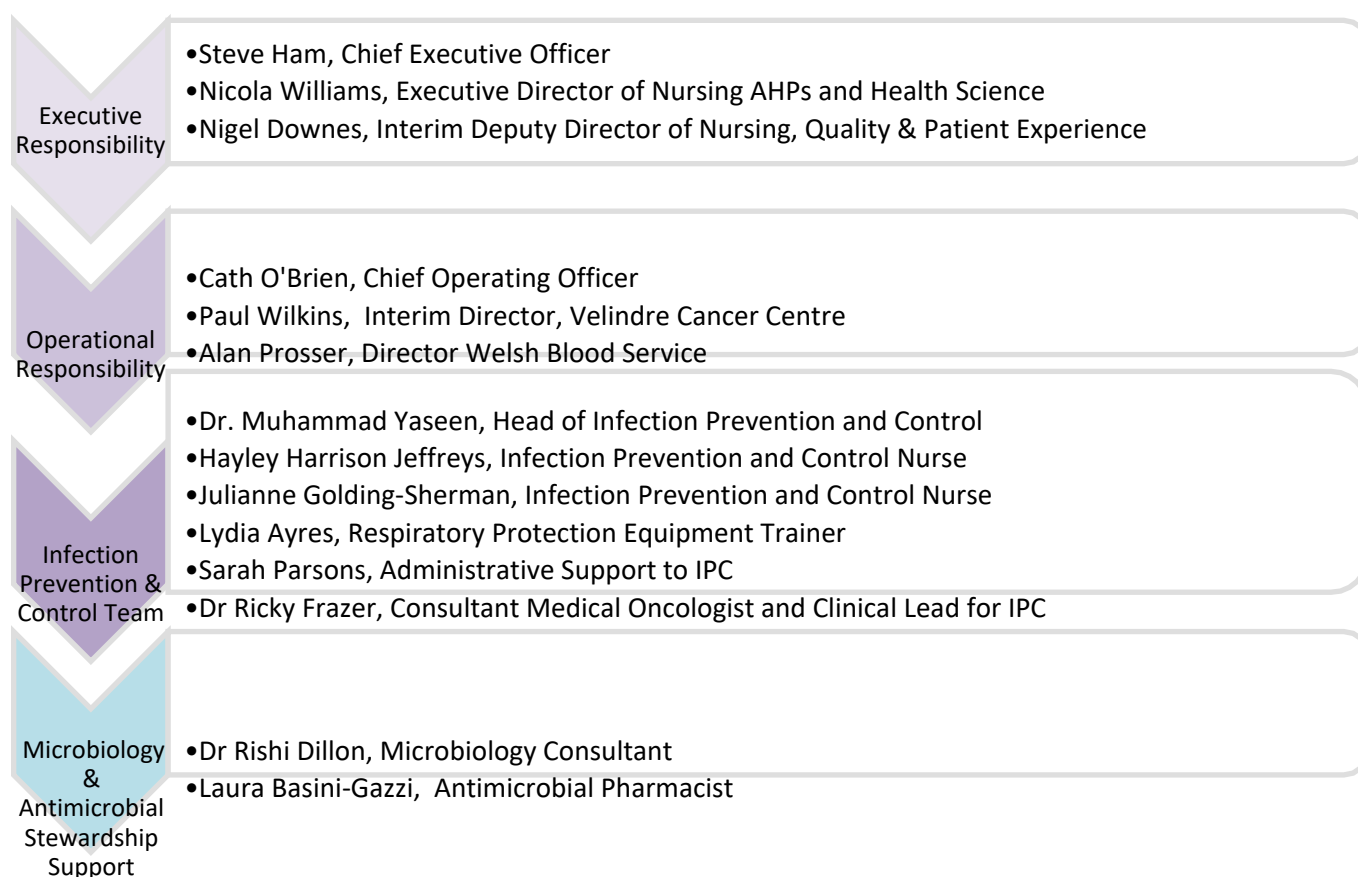 Executive
Responsibility
•Steve Ham, Chief Executive Officer
•Nicola Williams, Executive Director of Nursing AHPs and Health Science
•Nigel Downes, Interim Deputy Director of Nursing, Quality & Patient Experience
Operational
Responsibility
•Cath O'Brien, Chief Operating Officer
•Paul Wilkins,  Interim Director, Velindre Cancer Centre
•Alan Prosser, Director Welsh Blood Service
Infection
Prevention &
Control Team
•Dr. Muhammad Yaseen, Head of Infection Prevention and Control
•Hayley Harrison Jeffreys, Infection Prevention and Control Nurse
•Julianne Golding-Sherman, Infection Prevention and Control Nurse
•Lydia Ayres, Respiratory Protection Equipment Trainer
•Sarah Parsons, Administrative Support to IPC
•Dr Ricky Frazer, Consultant Medical Oncologist and Clinical Lead for IPC
Microbiology
&
Antimicrobial
Stewardship
Support
•Dr Rishi Dillon, Microbiology Consultant
•Laura Basini-Gazzi,  Antimicrobial Pharmacist